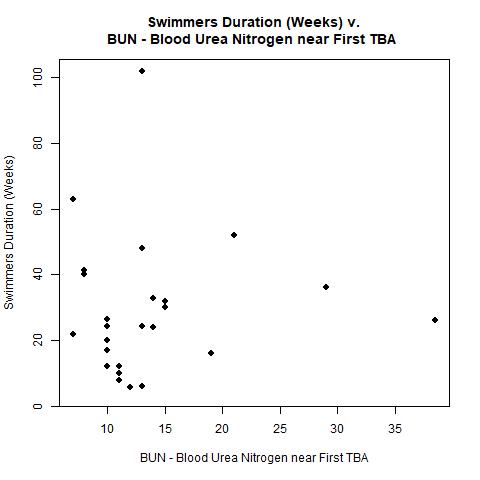 Swimmers Duration (Weeks) v.
BUN - Blood Urea Nitrogen near First TBA
Swimmers Duration (Weeks)
100
80
60
40
20
0
10 15 20 25 30 35
BUN - Blood Urea Nitrogen near First TBA